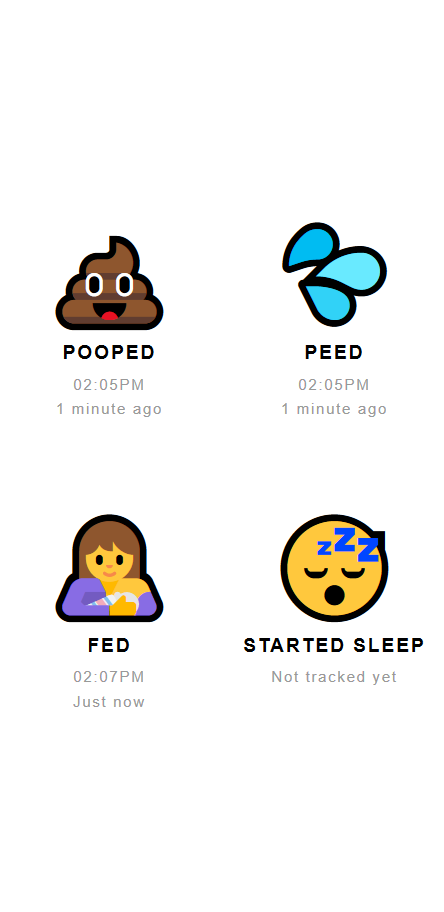 POOPED
02:05PM
1 minute ago
PEED
02:05PM
1 minute ago
zzz
FED
02:07PM
Just now
STARTED SLEEP
Not tracked yet